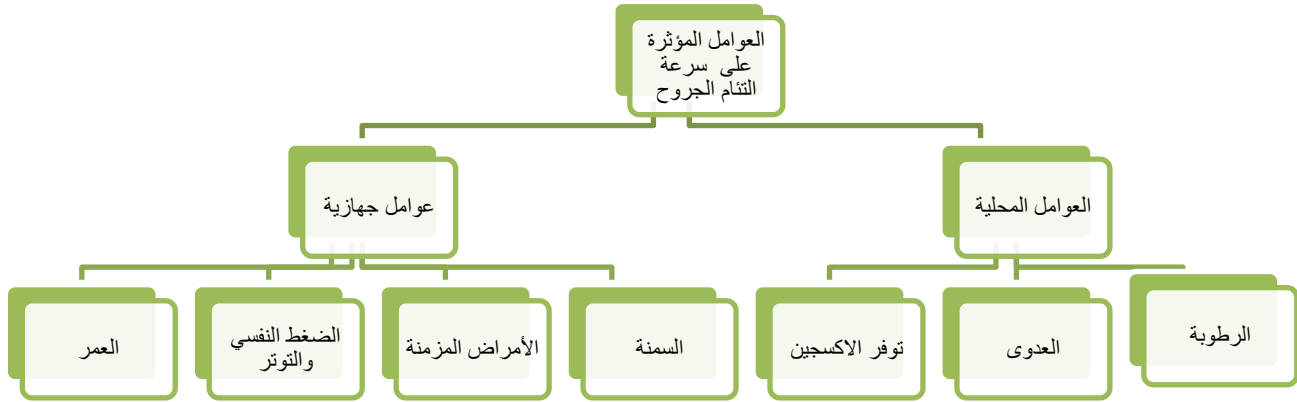 العوامل المؤثرة
على سرعة
التئام الجروح
العوامل المحلية
عوامل جهازية
الرطوبة
العدوى
توفر الاكسجين
السمنة
الأمراض المزمنة
الضغط النفسي
والتوتر
العمر